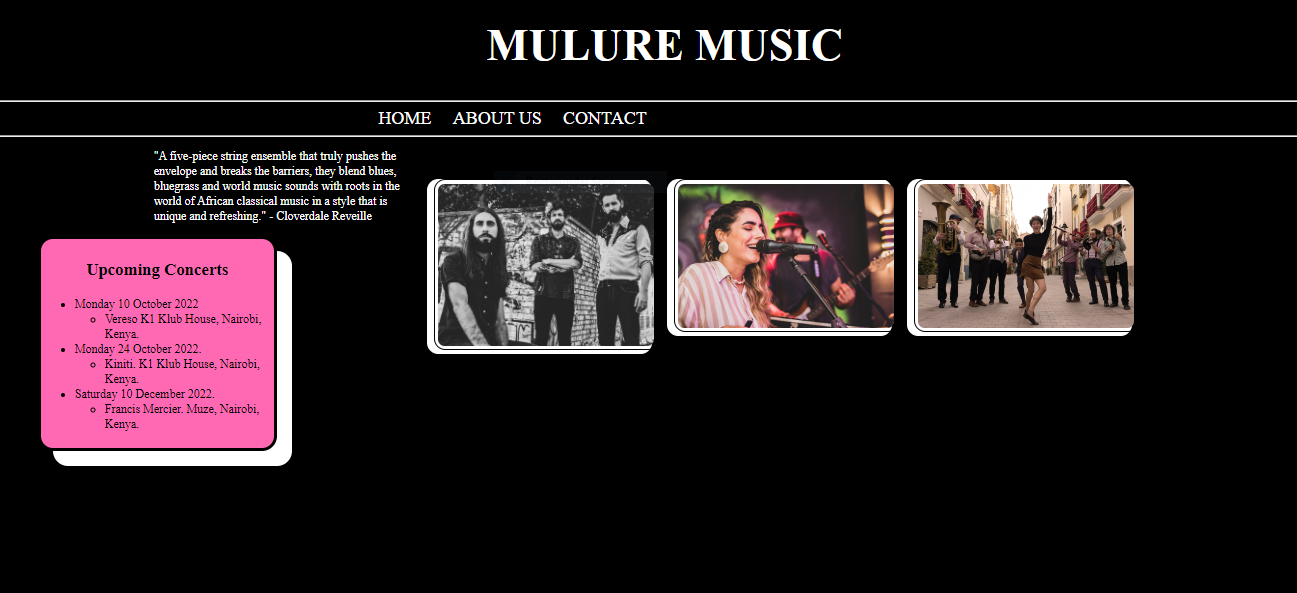 MULURE MUSIC
HOME ABOUT US CONTACT
"A five-piece string ensemble that truly pushes the
envelope and breaks the barriers, they blend blues,
bluegrass and world music sounds with roots in the
world of African classical music in a style that is
unique and refreshing." - Cloverdale Reveille
Upcoming Concerts
Monday 10 October 2022
Vereso K1 Klub House, Nairobi,
Kenya.
Monday 24 October 2022.
Kiniti. K1 Klub House, Nairobi,
Kenya.
Saturday 10 December 2022.
Francis Mercier. Muze, Nairobi,
Kenya.